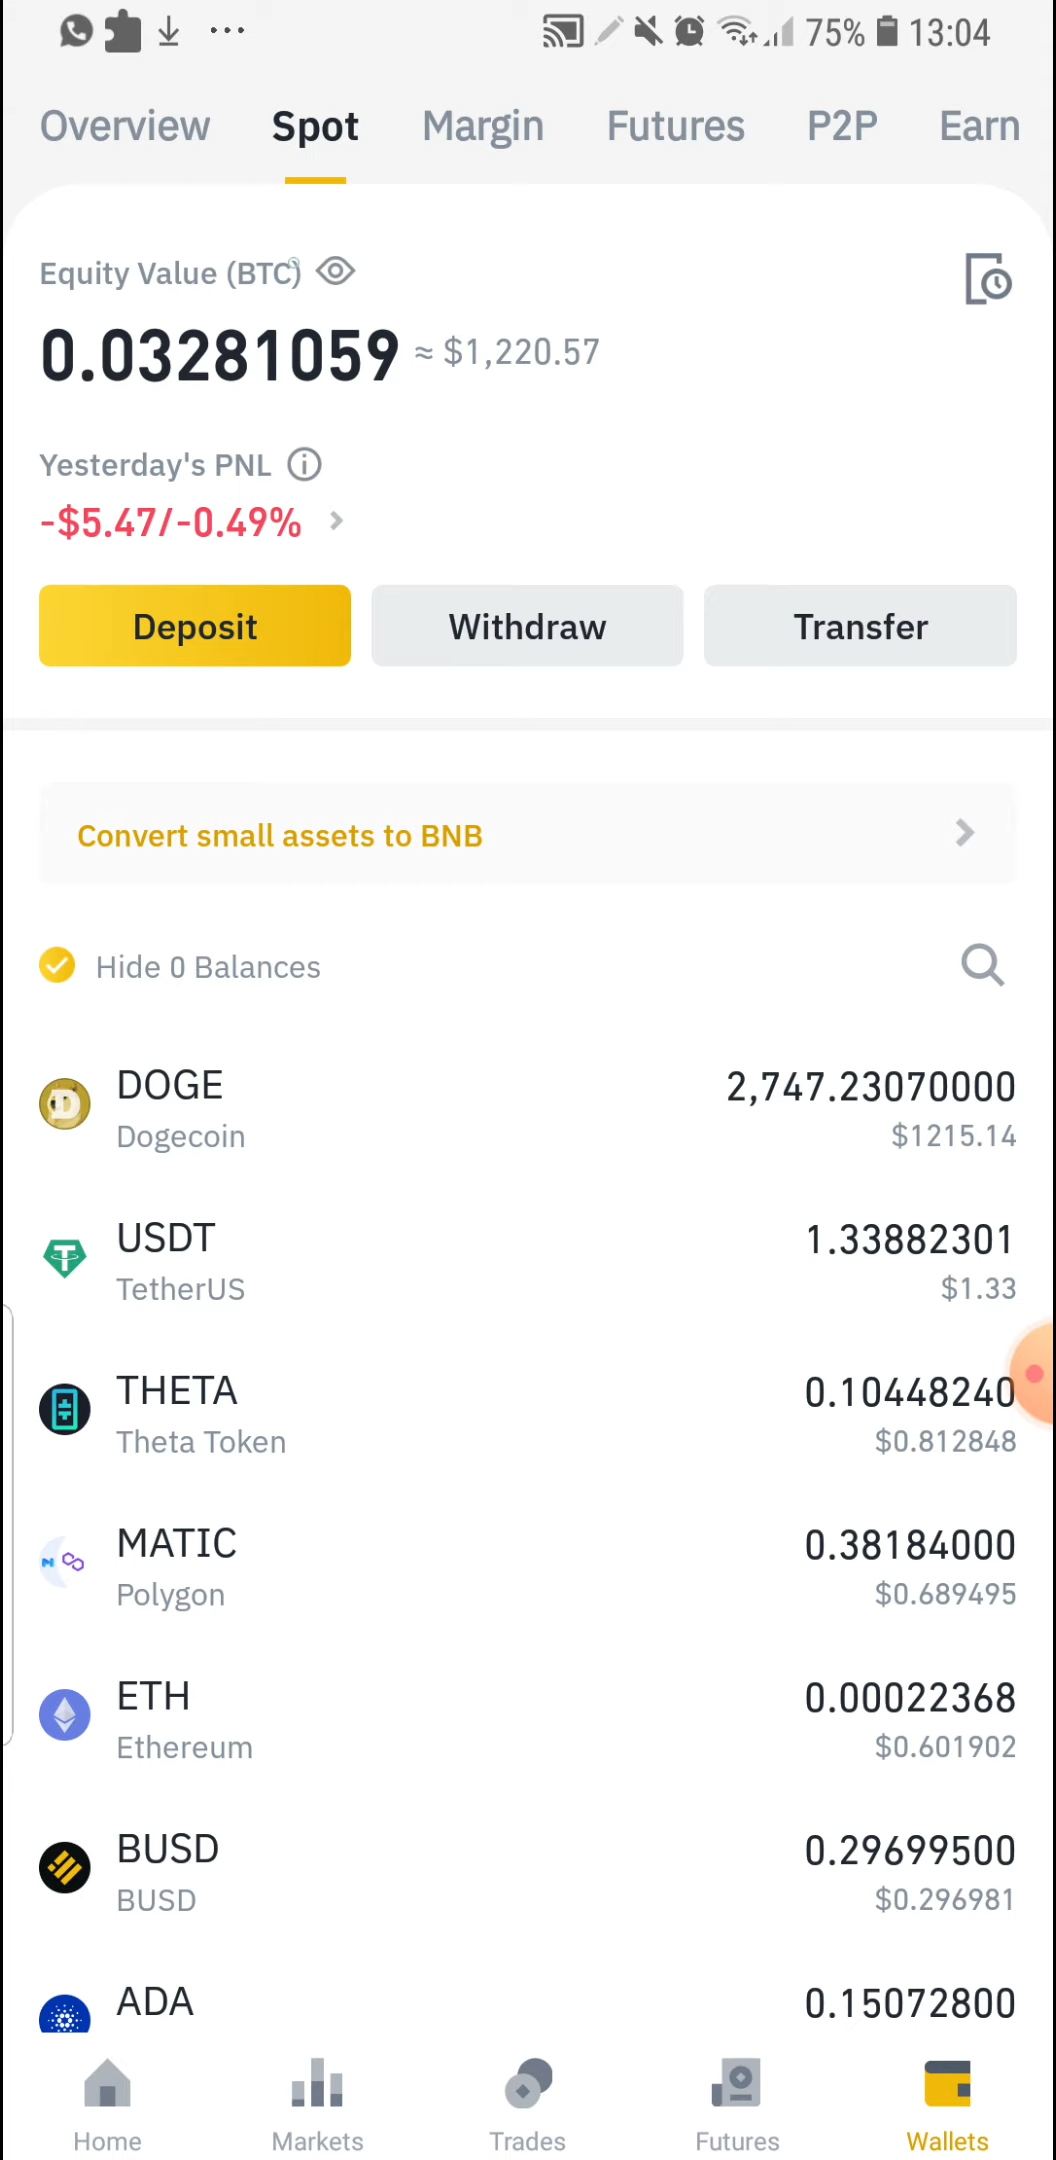 75% 13:04
Overview Spot Margin Futures P2P Earn
Equity Value (BTC)
0.03281059 ≈ $1,220.57
Yesterday's PNL
-$5.47/-0.49%
Deposit Withdraw Transfer
Convert small assets to BNB
Hide 0 Balances
DOGE 2,747.23070000
Dogecoin $1215.14
USDT 1.33882301
TetherUS $1.33
THETA 0.10448240
Theta Token $0.812848
MATIC 0.38184000
Polygon $0.689495
ETH 0.00022368
Ethereum $0.601902
BUSD 0.29699500
BUSD $0.296981
ADA 0.15072800
Home Markets Trades Futures Wallets